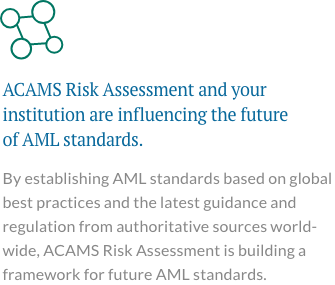 ACAMS Risk Assessment and your
institution are influencing the future
of AML standards.
By establishing AML standards based on global
best practices and the latest guidance and
regulation from authoritative sources world-
wide, ACAMS Risk Assessment is building a
framework for future AML standards.